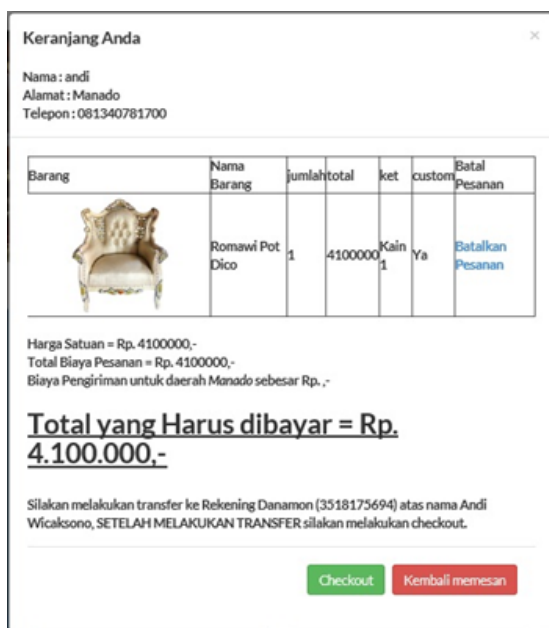 Keranjang Anda
×
Nama : andi
Alamat : Manado
Telepon : 081340781700
Barang Nama Barang jumlah total ket custom Batal Pesanan
Romawi Pot Dico 1 4100000 Kain 1 Ya Batalkan Pesanan
Harga Satuan = Rp. 4100000,-
Total Biaya Pesanan = Rp. 4100000,-
Biaya Pengiriman untuk daerah Manado sebesar Rp. ,-
Total yang Harus dibayar = Rp.
4.100.000,-
Silakan melakukan transfer ke Rekening Danamon (3518175694) atas nama Andi
Wicaksono, SETELAH MELAKUKAN TRANSFER silakan melakukan checkout.
Checkout Kembali memesan